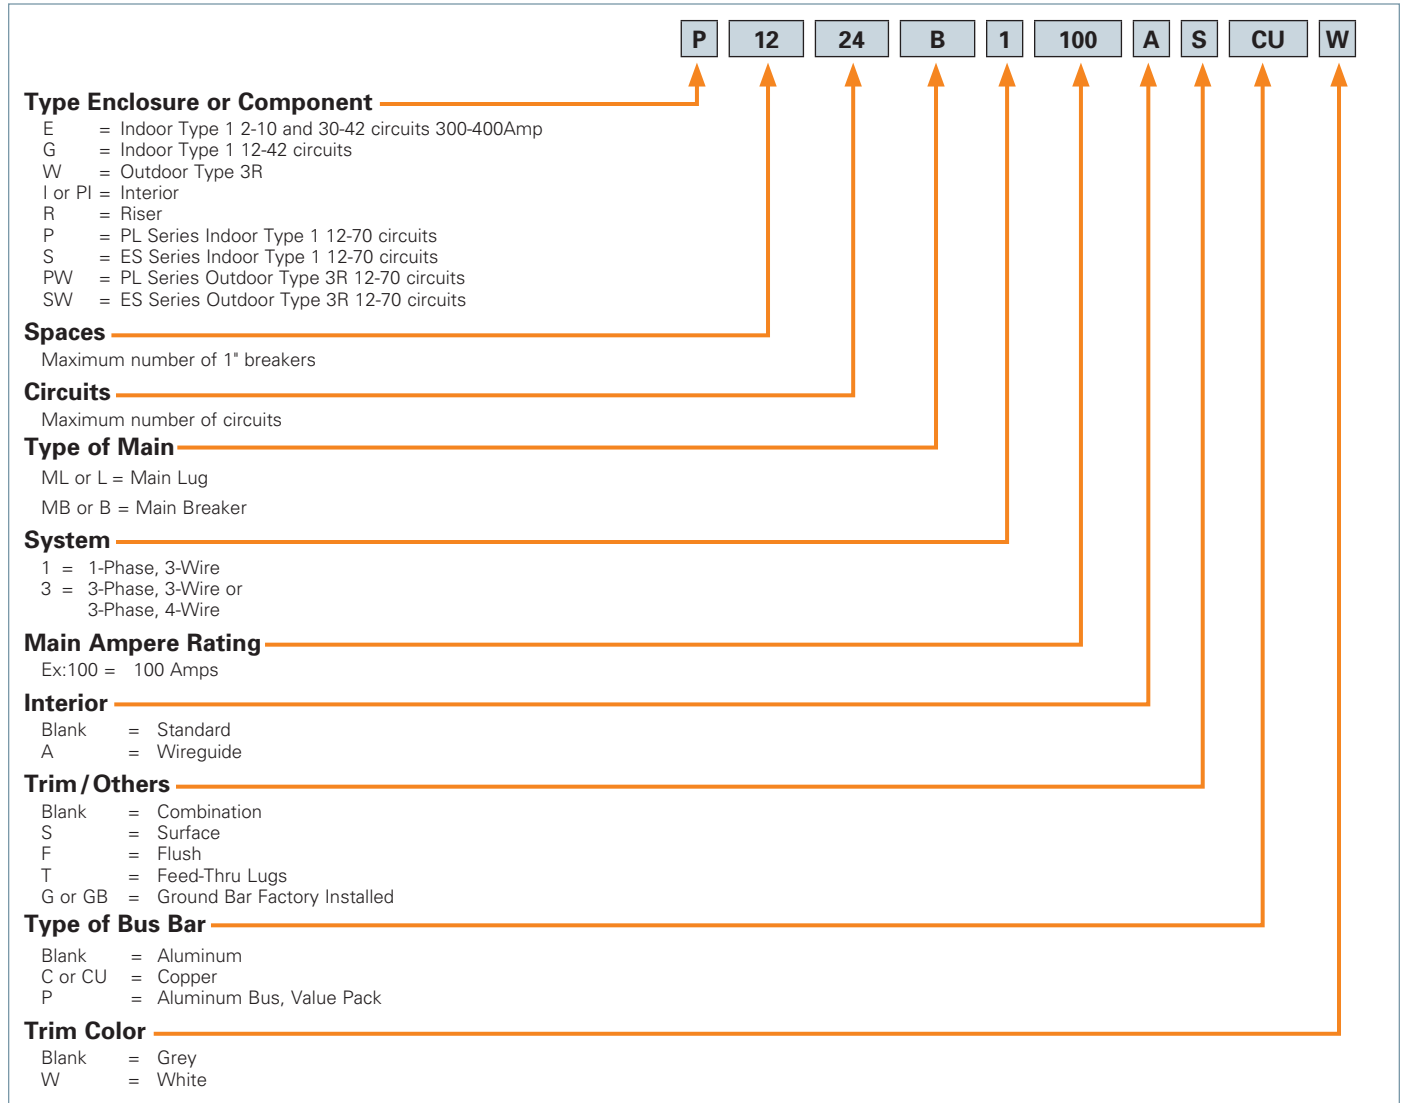 P 12 24 B 1 100 A S CU W
Type Enclosure or Component
E = Indoor Type 1 2-10 and 30-42 circuits 300-400Amp
G = Indoor Type 1 12-42 circuits
W = Outdoor Type 3R
I or PI = Interior
R = Riser
P = PL Series Indoor Type 1 12-70 circuits
S = ES Series Indoor Type 1 12-70 circuits
PW = PL Series Outdoor Type 3R 12-70 circuits
SW = ES Series Outdoor Type 3R 12-70 circuits
Spaces
Maximum number of 1" breakers
Circuits
Maximum number of circuits
Type of Main
ML or L = Main Lug
MB or B = Main Breaker
System
1 = 1-Phase, 3-Wire
3 = 3-Phase, 3-Wire or
3-Phase, 4-Wire
Main Ampere Rating
Ex:100 = 100 Amps
Interior
Blank = Standard
A = Wireguide
Trim/Others
Blank = Combination
S = Surface
F = Flush
T = Feed-Thru Lugs
G or GB = Ground Bar Factory Installed
Type of Bus Bar
Blank = Aluminum
C or CU = Copper
P = Aluminum Bus, Value Pack
Trim Color
Blank = Grey
W = White